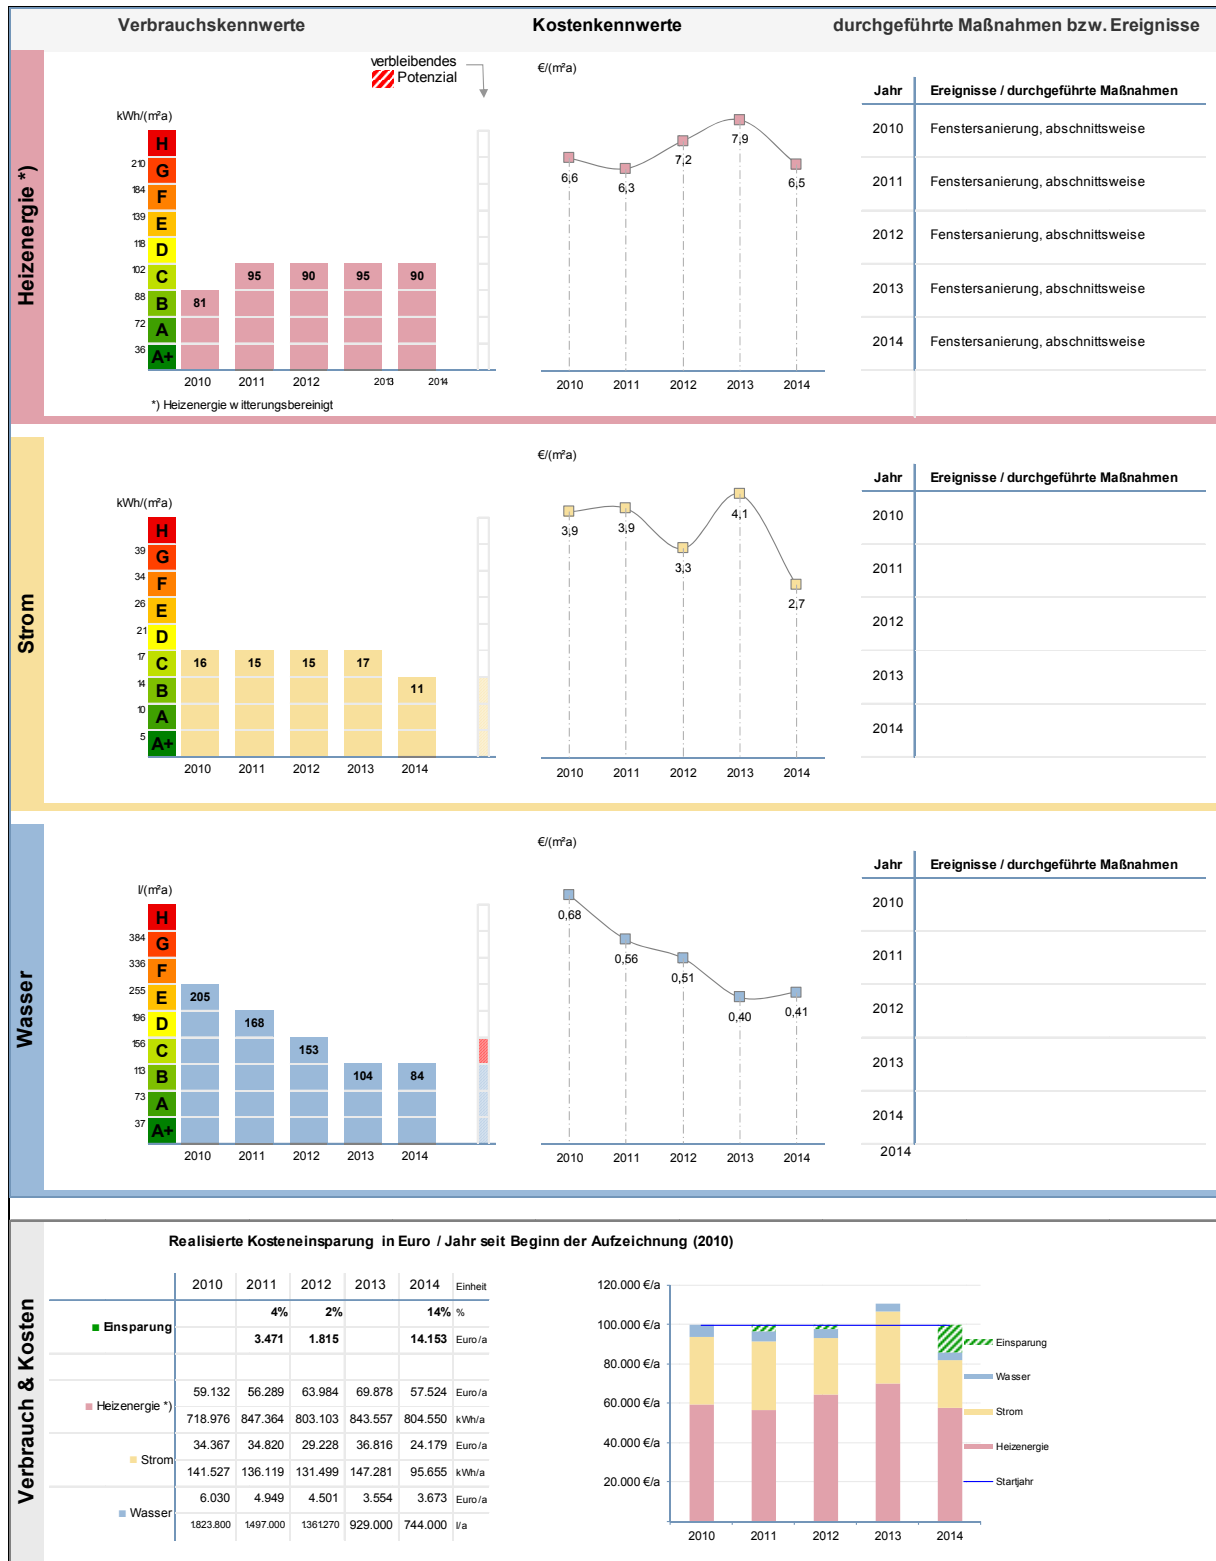 Verbrauchskennwerte Kostenkennwerte durchgeführte Maßnahmen bzw. Ereignisse
Heizenergie *)
verbleibendes
Potenzial
kWh/(m²a)
H
210 G
184 F
139 E
118 D
102 C
88 B
72 A
36 A+
81 95 90 95 90
2010 2011 2012 2013 2014
*) Heizenergie witterungsbereinigt
€/(m²a)
6,6 6,3 7,2 7,9 6,5
2010 2011 2012 2013 2014
Jahr Ereignisse / durchgeführte Maßnahmen
2010 Fenstersanierung, abschnittsweise
2011 Fenstersanierung, abschnittsweise
2012 Fenstersanierung, abschnittsweise
2013 Fenstersanierung, abschnittsweise
2014 Fenstersanierung, abschnittsweise
Strom
kWh/(m²a)
H
39 G
34 F
26 E
21 D
17 C
14 B
10 A
5 A+
16 15 15 17 11
2010 2011 2012 2013 2014
€/(m²a)
3,9 3,9 3,3 4,1 2,7
2010 2011 2012 2013 2014
Jahr Ereignisse / durchgeführte Maßnahmen
2010
2011
2012
2013
2014
Wasser
l/(m²a)
H
384 G
336 F
255 E
196 D
156 C
113 B
73 A
37 A+
205 168 153 104 84
2010 2011 2012 2013 2014
€/(m²a)
0,68 0,56 0,51 0,40 0,41
2010 2011 2012 2013 2014
Jahr Ereignisse / durchgeführte Maßnahmen
2010
2011
2012
2013
2014
2014
Verbrauch & Kosten
Realisierte Kosteneinsparung in Euro / Jahr seit Beginn der Aufzeichnung (2010)
2010 2011 2012 2013 2014 Einheit
Einsparung 4% 2% 14% %
3.471 1.815 14.153 Euro/a
Heizenergie *) 59.132 56.289 63.984 69.878 57.524 Euro/a
718.976 847.364 803.103 843.557 804.550 kWh/a
Strom 34.367 34.820 29.228 36.816 24.179 Euro/a
141.527 136.119 131.499 147.281 95.655 kWh/a
Wasser 6.030 4.949 4.501 3.554 3.673 Euro/a
1.823.800 1.497.000 1.361.270 929.000 744.000 l/a
120.000 €/a
100.000 €/a
80.000 €/a
60.000 €/a
40.000 €/a
20.000 €/a
2010 2011 2012 2013 2014
Einsparung
Wasser
Strom
Heizenergie
Startjahr